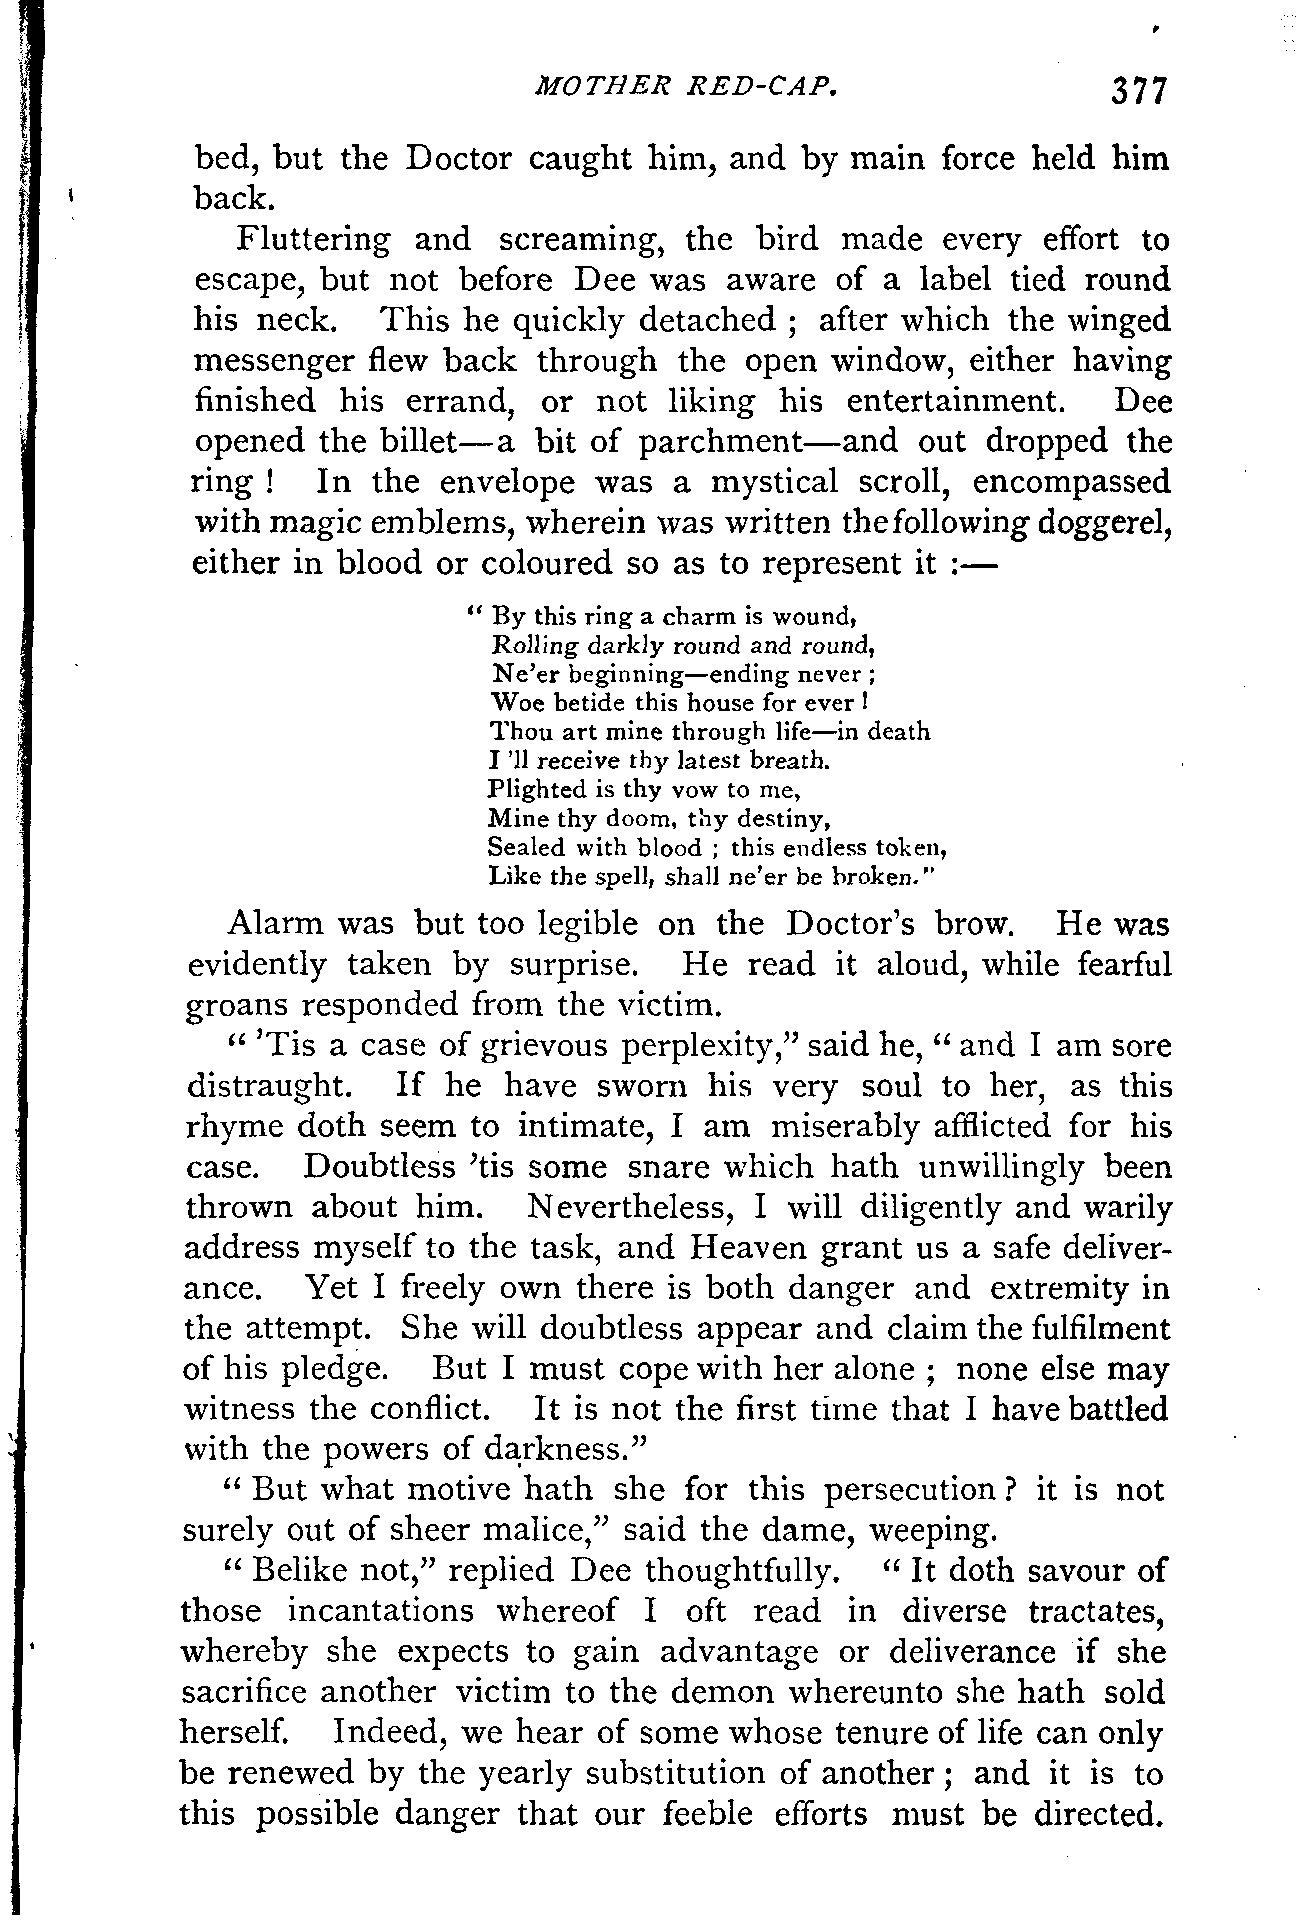 MOTHER RED-CAP. 377
bed, but the Doctor caught him, and by main force held him
back.
Fluttering and screaming, the bird made every effort to
escape, but not before Dee was aware of a label tied round
his neck. This he quickly detached ; after which the winged
messenger flew back through the open window, either having
finished his errand, or not liking his entertainment. Dee
opened the billet—a bit of parchment—and out dropped the
ring ! In the envelope was a mystical scroll, encompassed
with magic emblems, wherein was written thefollowing doggerel,
either in blood or coloured so as to represent it :—
“ By this ring a charm is wound,
Rolling darkly round and round,
Ne’er beginning—ending never ;
Woe betide this house for ever !
Thou art mine through life—in death
I ’ll receive thy latest breath.
Plighted is thy vow to me,
Mine thy doom, thy destiny,
Sealed with blood ; this endless token,
Like the spell, shall ne’er be broken.”
Alarm was but too legible on the Doctor’s brow. He was
evidently taken by surprise. He read it aloud, while fearful
groans responded from the victim.
“ ’Tis a case of grievous perplexity,” said he, “ and I am sore
distraught. If he have sworn his very soul to her, as this
rhyme doth seem to intimate, I am miserably afflicted for his
case. Doubtless ’tis some snare which hath unwillingly been
thrown about him. Nevertheless, I will diligently and warily
address myself to the task, and Heaven grant us a safe deliver-
ance. Yet I freely own there is both danger and extremity in
the attempt. She will doubtless appear and claim the fulfilment
of his pledge. But I must cope with her alone ; none else may
witness the conflict. It is not the first time that I have battled
with the powers of darkness.”
“ But what motive hath she for this persecution ? it is not
surely out of sheer malice,” said the dame, weeping.
“ Belike not,” replied Dee thoughtfully. “ It doth savour of
those incantations whereof I oft read in diverse tractates,
whereby she expects to gain advantage or deliverance if she
sacrifice another victim to the demon whereunto she hath sold
herself. Indeed, we hear of some whose tenure of life can only
be renewed by the yearly substitution of another ; and it is to
this possible danger that our feeble efforts must be directed.